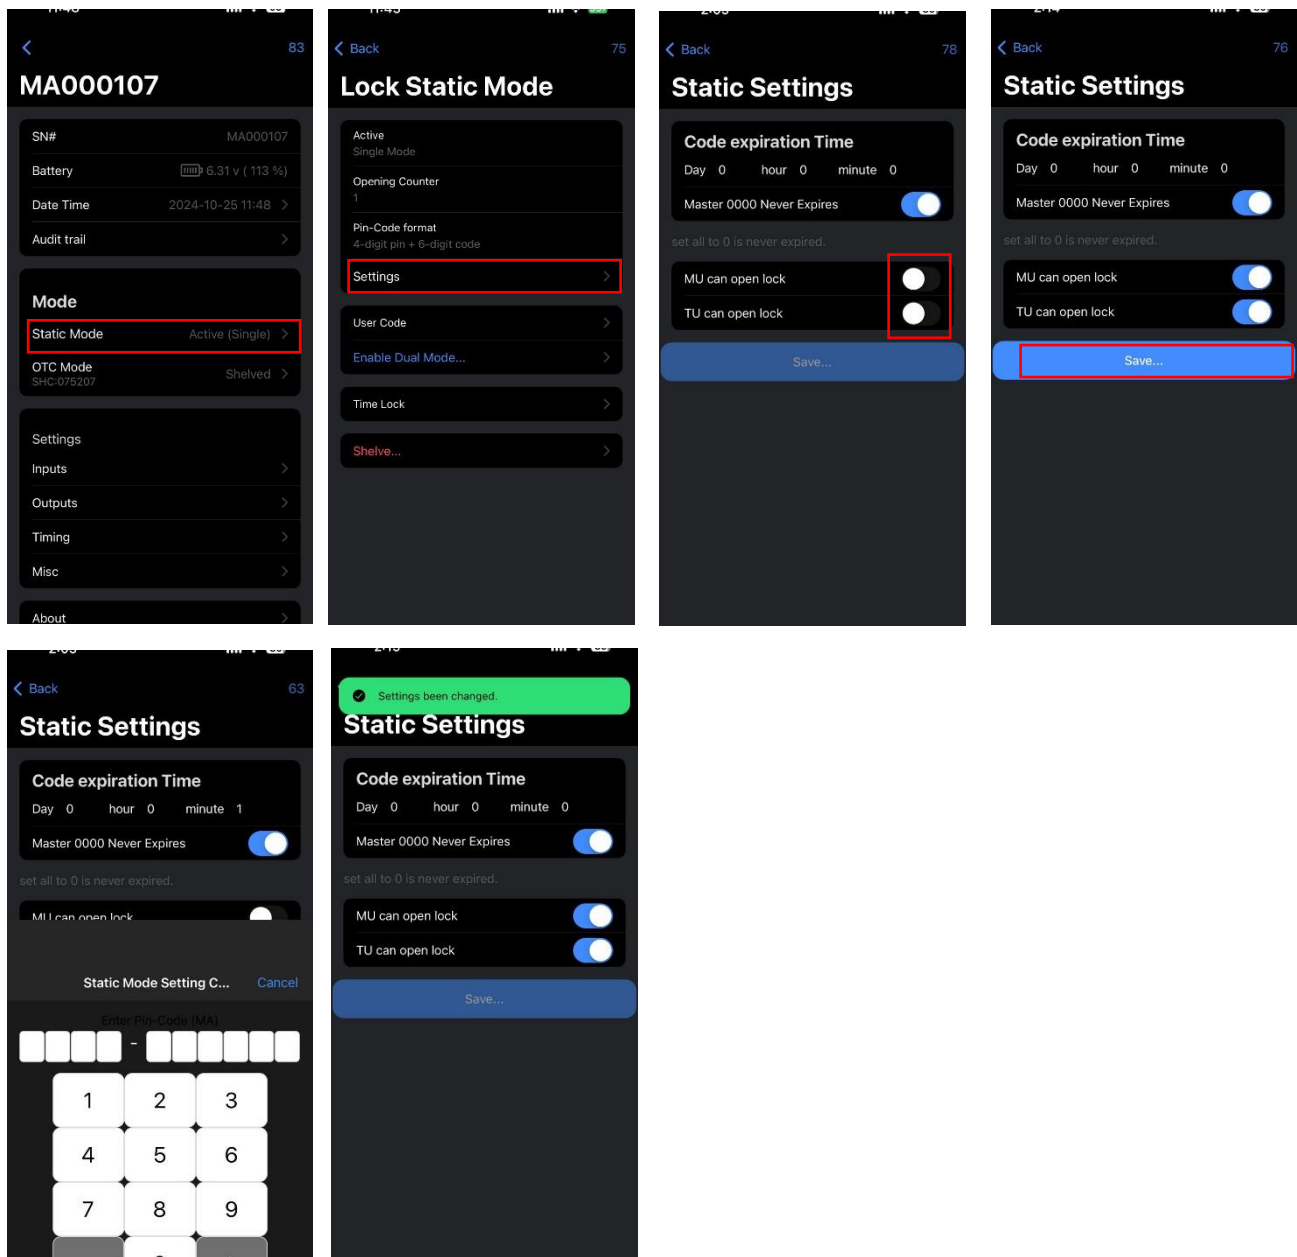 83
MA000107
SN# MA000107
Battery 6.31 v ( 113 %)
Date Time 2024-10-25 11:48
Audit trail
Mode
Static Mode Active (Single)
OTC Mode
SHC:075207 Shelved
Settings
Inputs
Outputs
Timing
Misc
About
Back 75
Lock Static Mode
Active
Single Mode
Opening Counter
1
Pin-Code format
4-digit pin + 6-digit code
Settings
User Code
Enable Dual Mode...
Time Lock
Shelve...
Back 78
Static Settings
Code expiration Time
Day 0 hour 0 minute 0
Master 0000 Never Expires
set all to 0 is never expired.
MU can open lock
TU can open lock
Save...
Back 76
Static Settings
Code expiration Time
Day 0 hour 0 minute 0
Master 0000 Never Expires
set all to 0 is never expired.
MU can open lock
TU can open lock
Save...
Back 63
Static Settings
Code expiration Time
Day 0 hour 0 minute 1
Master 0000 Never Expires
set all to 0 is never expired.
MU can open lock
Static Mode Setting C... Cancel
Enter Pin-Code (MA)
-
1 2 3
4 5 6
7 8 9
Settings been changed.
Static Settings
Code expiration Time
Day 0 hour 0 minute 0
Master 0000 Never Expires
set all to 0 is never expired.
MU can open lock
TU can open lock
Save...